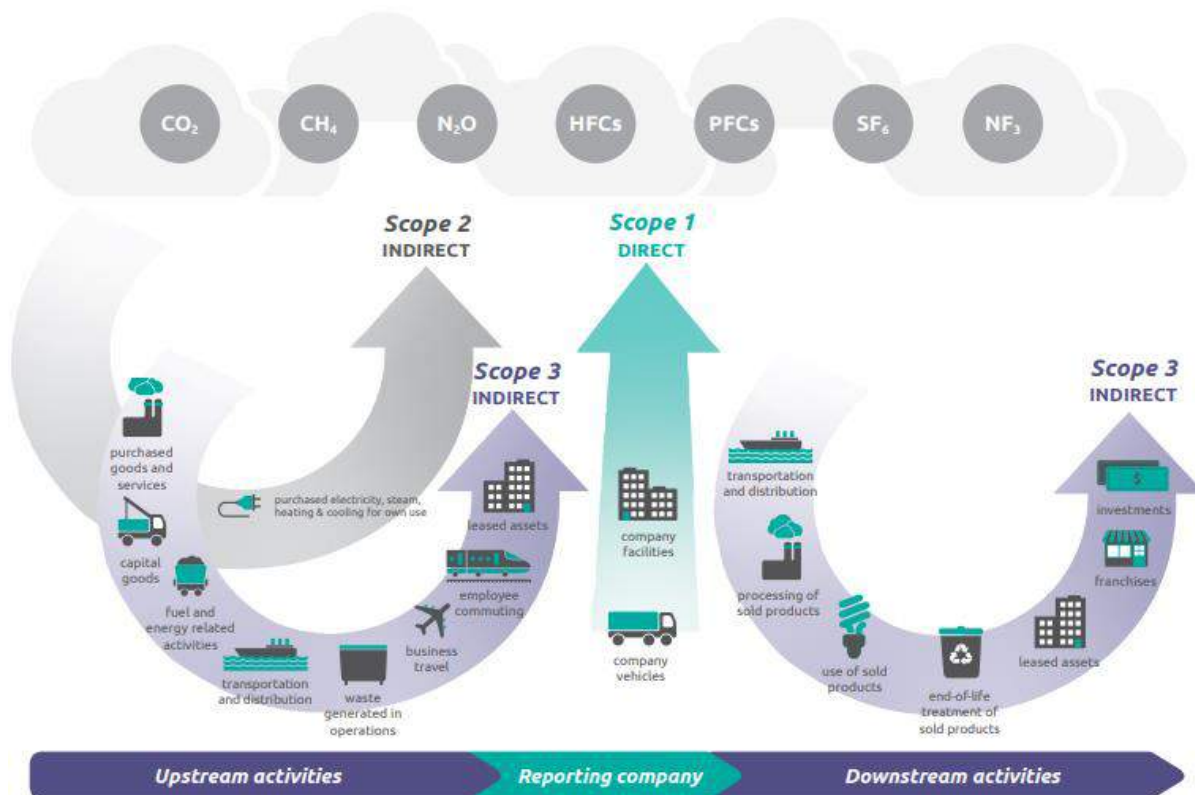 CO₂
CH₄
N₂O
HFCs
PFCs
SF₆
NF₃
Scope 2
INDIRECT
Scope 1
DIRECT
Scope 3
INDIRECT
Scope 3
INDIRECT
purchased
goods and
services
capital
goods
fuel and
energy related
activities
purchased electricity, steam,
heating & cooling for own use
transportation
and distribution
waste
generated in
operations
business
travel
employee
commuting
leased assets
company
facilities
company
vehicles
transportation
and distribution
processing of
sold products
use of sold
products
end-of-life
treatment of
sold products
leased assets
franchises
$
investments
Upstream activities
Reporting company
Downstream activities